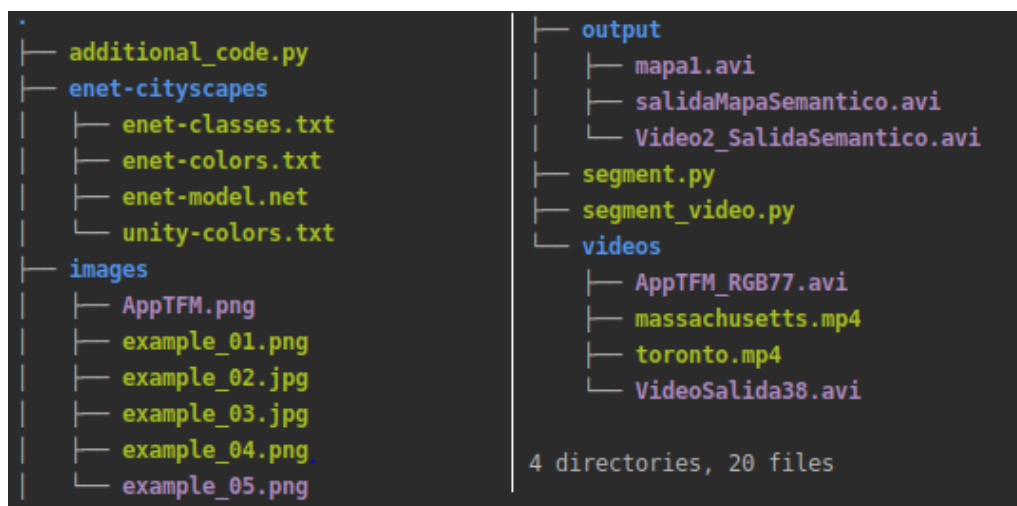 .
├── additional_code.py
├── enet-cityscapes
│   ├── enet-classes.txt
│   ├── enet-colors.txt
│   ├── enet-model.net
│   └── unity-colors.txt
├── images
│   ├── AppTFM.png
│   ├── example_01.png
│   ├── example_02.jpg
│   ├── example_03.jpg
│   ├── example_04.png
│   └── example_05.png
├── output
│   ├── mapa1.avi
│   ├── salidaMapaSemantico.avi
│   └── Video2_SalidaSemantico.avi
├── segment.py
├── segment_video.py
└── videos
    ├── AppTFM_RGB77.avi
    ├── massachusetts.mp4
    ├── toronto.mp4
    └── VideoSalida38.avi
4 directories, 20 files